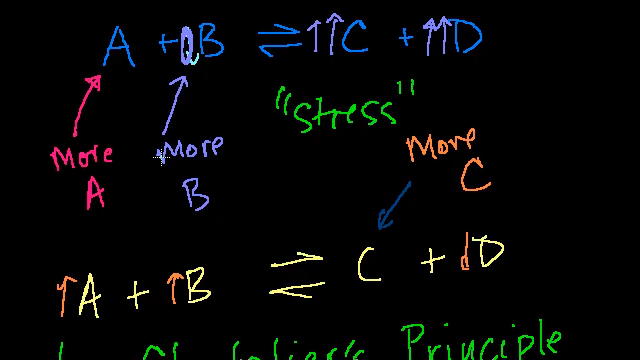 A + B ⇌ ↑↑C + ↑↑D
"stress"
More A
More B
More C
↑A + ↑B ⇌ C + D
Principle